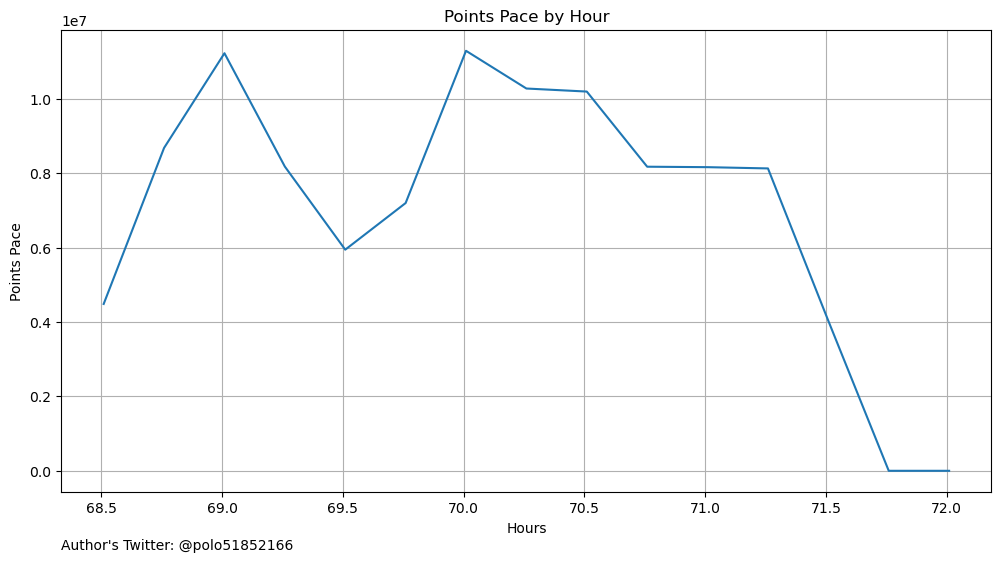 Points Pace by Hour
1e7
1.0
0.8
0.6
0.4
0.2
0.0
Points Pace
68.5 69.0 69.5 70.0 70.5 71.0 71.5 72.0
Hours
Author's Twitter: @polo51852166